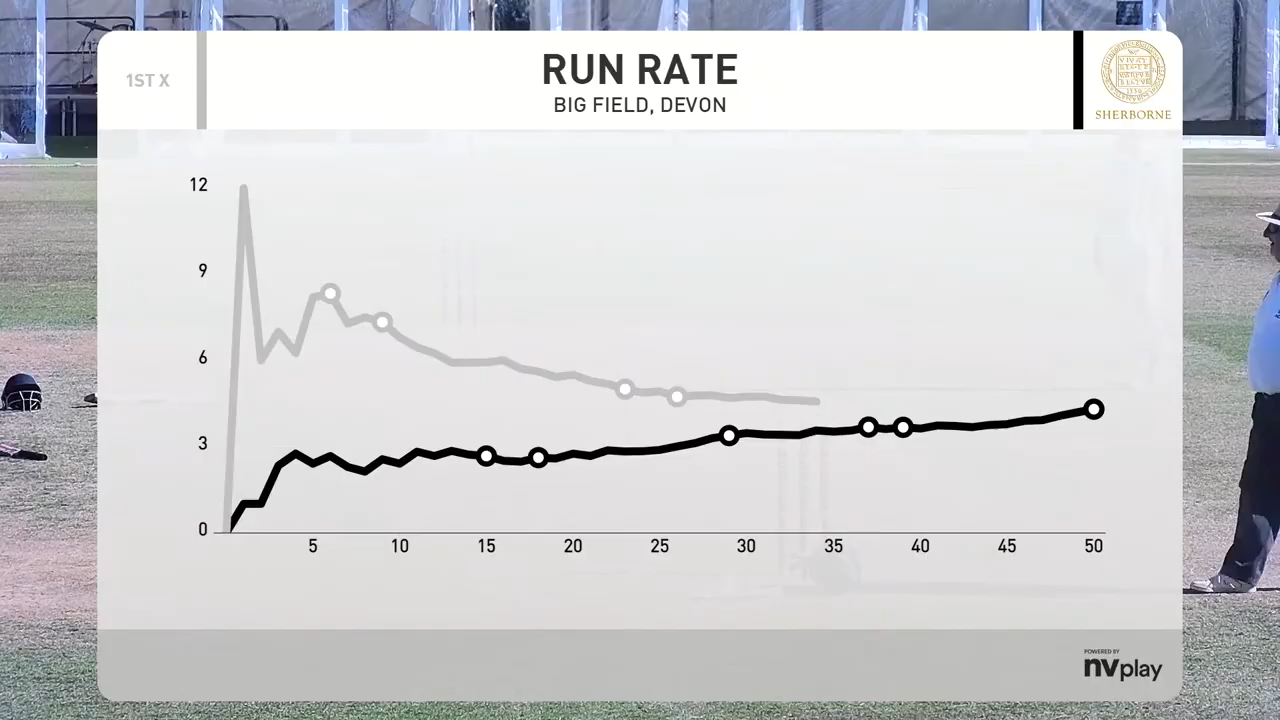 1ST X
RUN RATE
BIG FIELD, DEVON
SHERBORNE
12
9
6
3
0
5 10 15 20 25 30 35 40 45 50
POWERED BY
nvplay